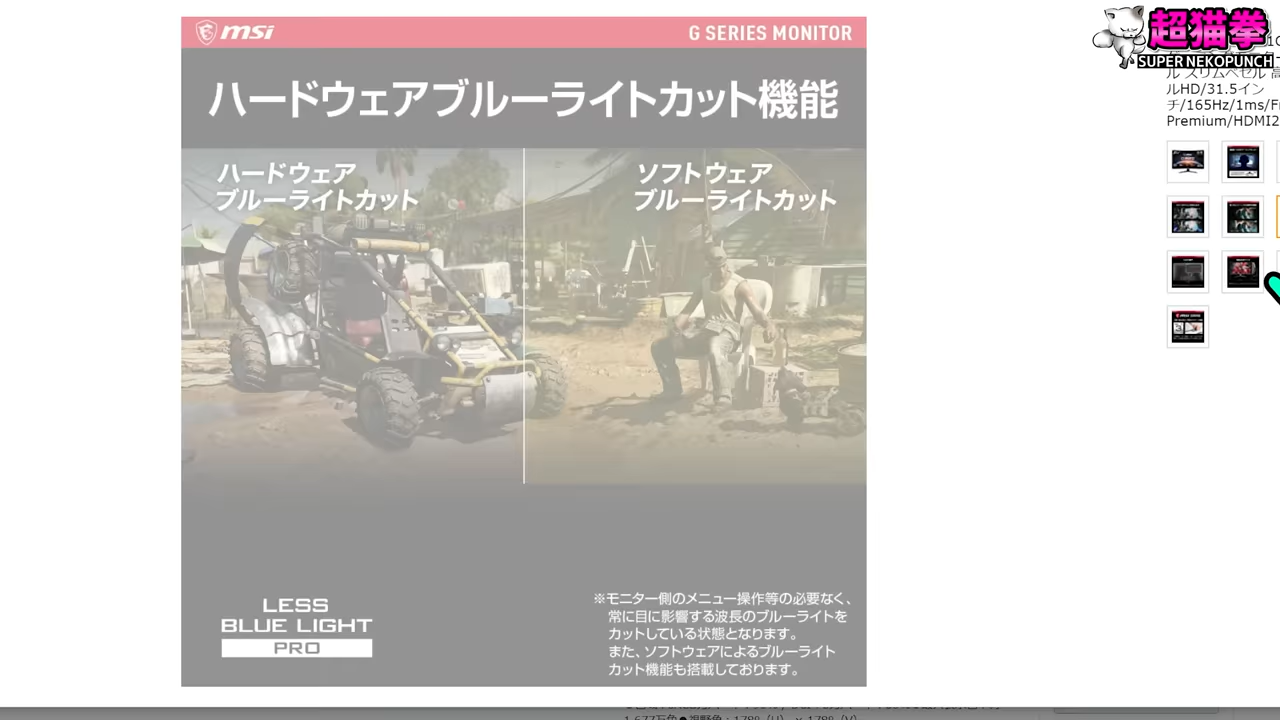 msi
G SERIES MONITOR
ハードウェアブルーライトカット機能
ハードウェア
ブルーライトカット
ソフトウェア
ブルーライトカット
LESS
BLUE LIGHT
PRO
※モニター側のメニュー操作等の必要なく、
常に目に影響する波長のブルーライトを
カットしている状態となります。
また、ソフトウェアによるブルーライト
カット機能も搭載しております。
超猫拳
SUPER NEKOPUNCH
ル スリムベゼル
ルHD/31.5イン
チ/165Hz/1ms/
Premium/HDMI2